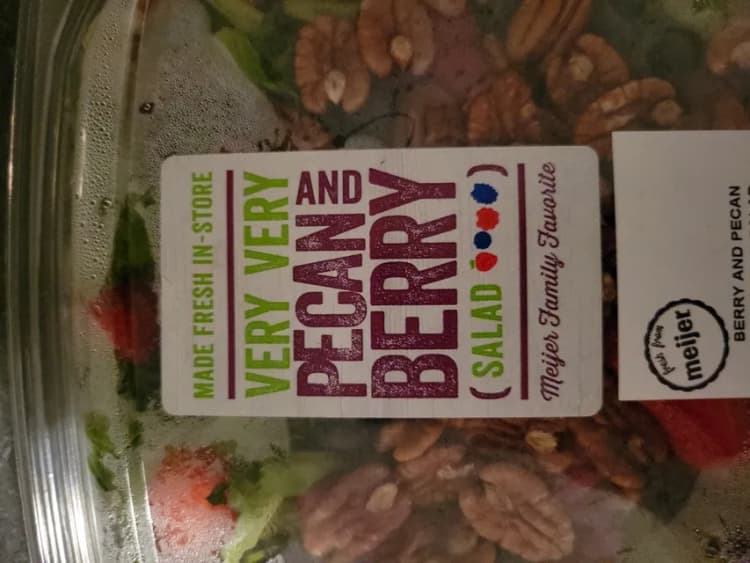 MADE FRESH IN-STORE
VERY VERY
PECAN AND
BERRY
(SALAD)
Meijer Family Favorite
fresh from
meijer
BERRY AND PECAN